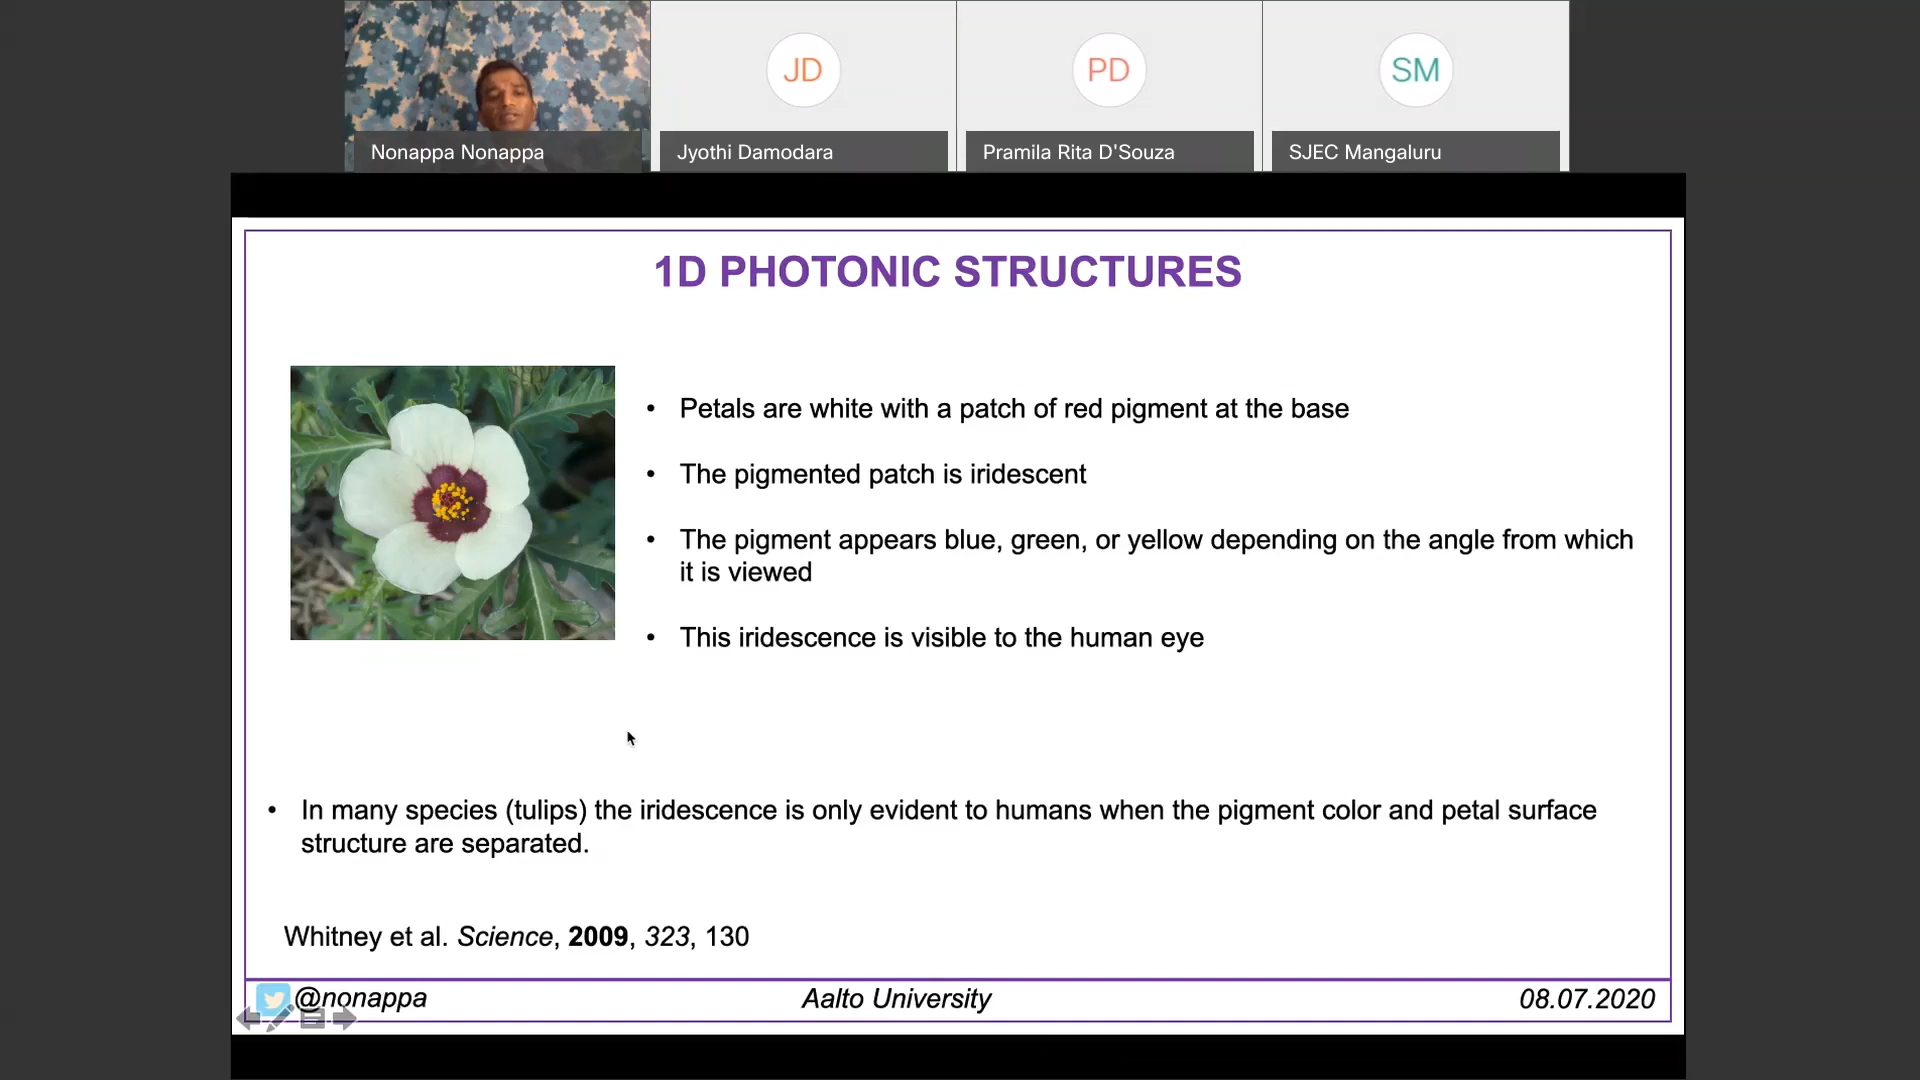 JD
PD
SM
Nonappa Nonappa
Jyothi Damodara
Pramila Rita D'Souza
SJEC Mangaluru
1D PHOTONIC STRUCTURES
• Petals are white with a patch of red pigment at the base
• The pigmented patch is iridescent
• The pigment appears blue, green, or yellow depending on the angle from which
it is viewed
• This iridescence is visible to the human eye
• In many species (tulips) the iridescence is only evident to humans when the pigment color and petal surface
structure are separated.
Whitney et al. Science, 2009, 323, 130
@nonappa
Aalto University
08.07.2020